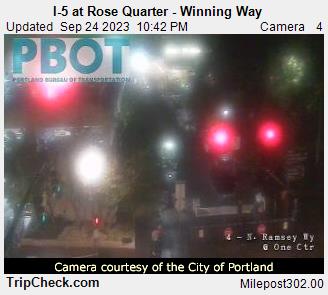 I-5 at Rose Quarter - Winning Way
Updated Sep 24 2023 10:42 PM Camera 4
PBOT
PORTLAND BUREAU OF TRANSPORTATION
4 - N. Ramsey Wy
@ One Ctr
Camera courtesy of the City of Portland
TripCheck.com Milepost302.00